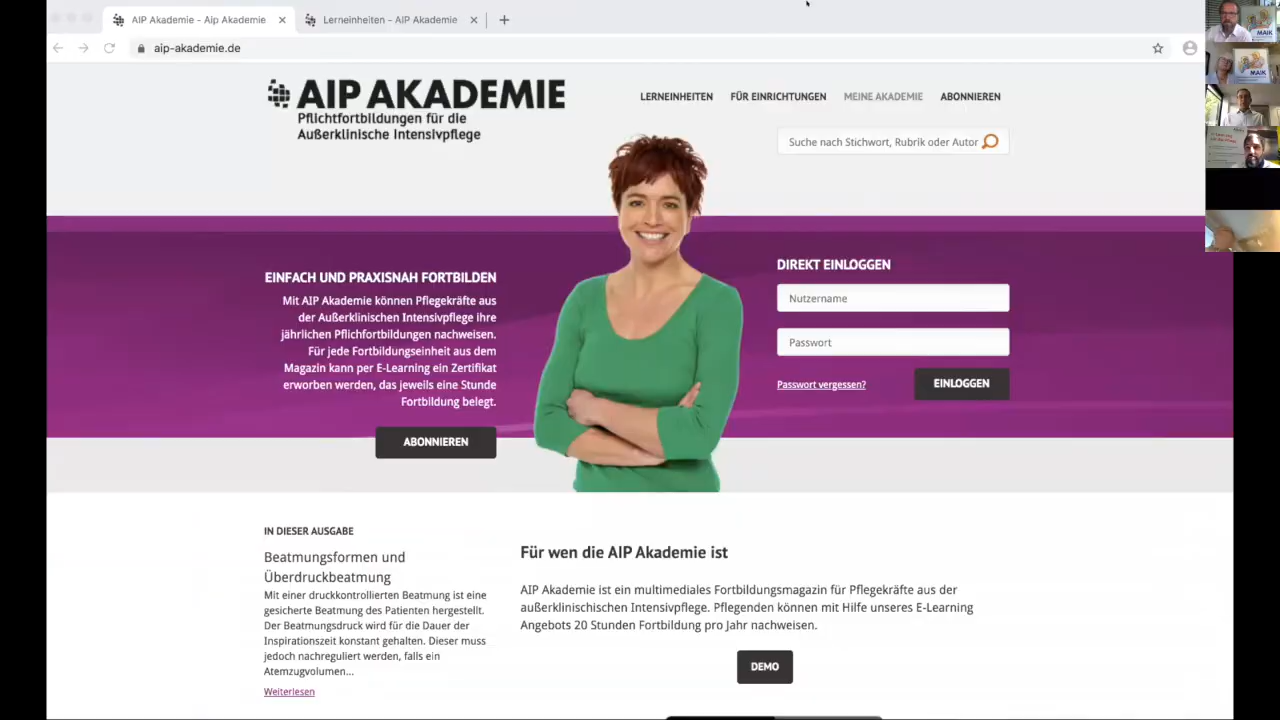 AIP Akademie - Aip Akademie
Lerneinheiten - AIP Akademie
aip-akademie.de
AIP AKADEMIE
Pflichtfortbildungen für die
Außerklinische Intensivpflege
LERNEINHEITEN
FÜR EINRICHTUNGEN
MEINE AKADEMIE
ABONNIEREN
Suche nach Stichwort, Rubrik oder Autor
EINFACH UND PRAXISNAH FORTBILDEN
Mit AIP Akademie können Pflegekräfte aus
der Außerklinischen Intensivpflege ihre
jährlichen Pflichfortbildungen nachweisen.
Für jede Fortbildungseinheit aus dem
Magazin kann per E-Learning ein Zertifikat
erworben werden, das jeweils eine Stunde
Fortbildung belegt.
ABONNIEREN
DIREKT EINLOGGEN
Nutzername
Passwort
Passwort vergessen?
EINLOGGEN
IN DIESER AUSGABE
Beatmungsformen und
Überdruckbeatmung
Mit einer druckkontrollierten Beatmung ist eine
gesicherte Beatmung des Patienten hergestellt.
Der Beatmungsdruck wird für die Dauer der
Inspirationszeit konstant gehalten. Dieser muss
jedoch nachreguliert werden, falls ein
Atemzugvolumen...
Weiterlesen
Für wen die AIP Akademie ist
AIP Akademie ist ein multimediales Fortbildungsmagazin für Pflegekräfte aus der
außerklinischischen Intensivpflege. Pflegenden können mit Hilfe unseres E-Learning
Angebots 20 Stunden Fortbildung pro Jahr nachweisen.
DEMO
MAIK
MAIK